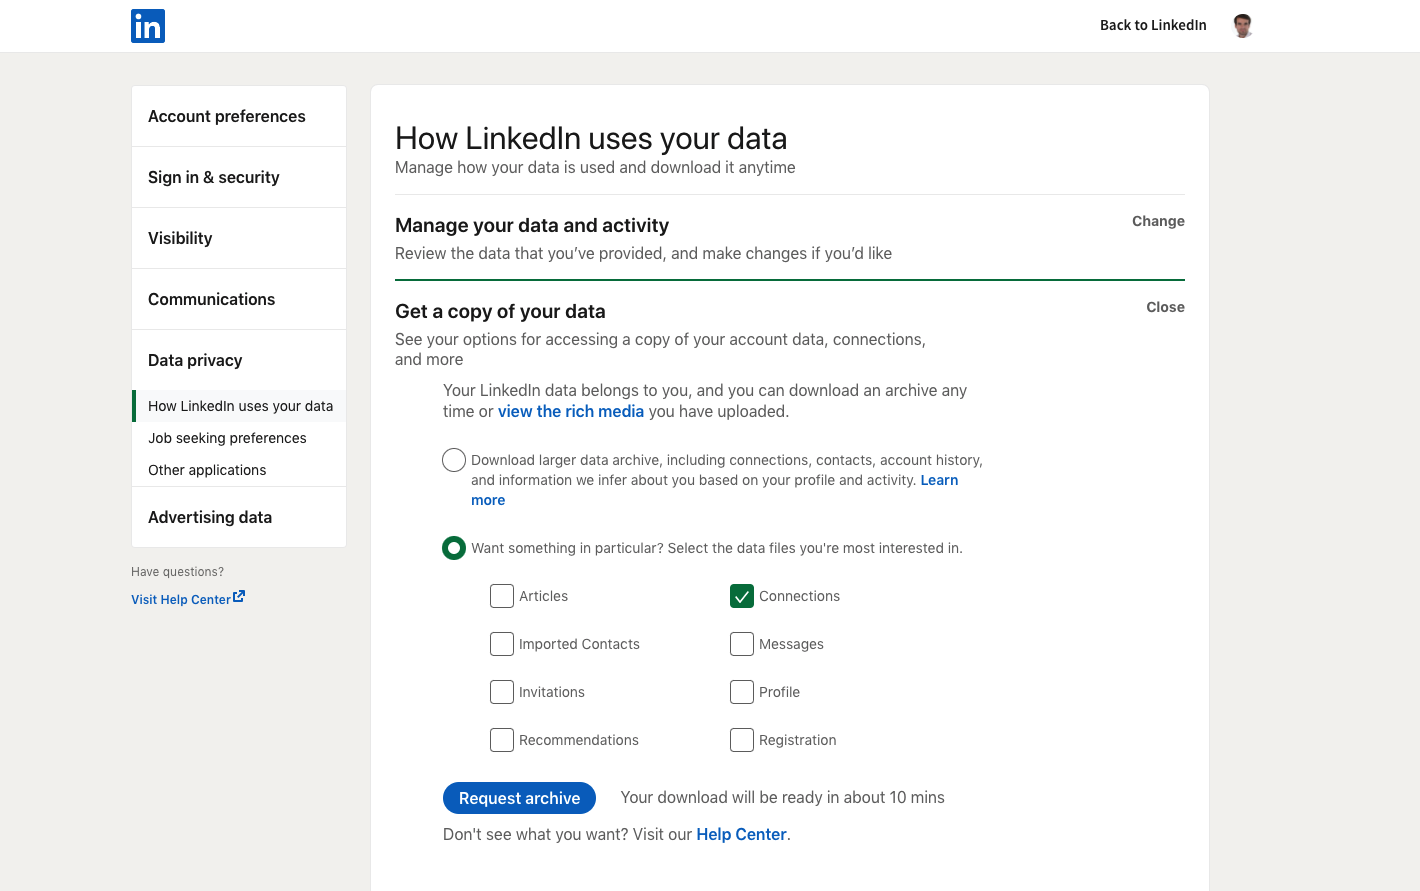 in
Back to LinkedIn
Account preferences
Sign in & security
Visibility
Communications
Data privacy
How LinkedIn uses your data
Job seeking preferences
Other applications
Advertising data
Have questions?
Visit Help Center
How LinkedIn uses your data
Manage how your data is used and download it anytime
Manage your data and activity
Change
Review the data that you’ve provided, and make changes if you’d like
Get a copy of your data
Close
See your options for accessing a copy of your account data, connections,
and more
Your LinkedIn data belongs to you, and you can download an archive any
time or view the rich media you have uploaded.
Download larger data archive, including connections, contacts, account history,
and information we infer about you based on your profile and activity. Learn
more
Want something in particular? Select the data files you're most interested in.
Articles
Connections
Imported Contacts
Messages
Invitations
Profile
Recommendations
Registration
Request archive
Your download will be ready in about 10 mins
Don't see what you want? Visit our Help Center.